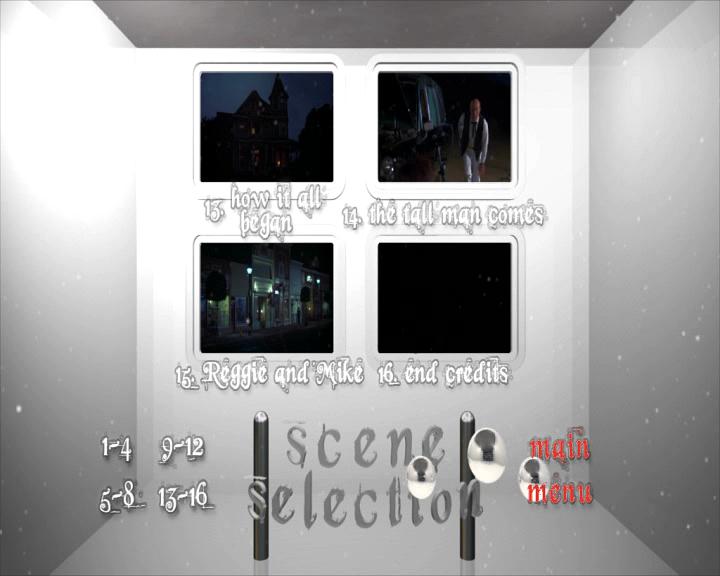 13. how it all
began
14. the tall man comes
15. Reggie and Mike
16. end credits
1-4 9-12
5-8 13-16
scene
selection
main
menu